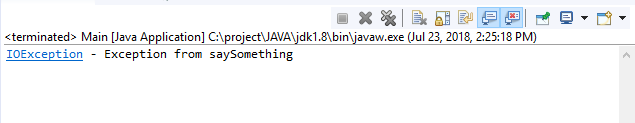 <terminated> Main [Java Application] C:\project\JAVA\jdk1.8\bin\javaw.exe (Jul 23, 2018, 2:25:18 PM)
IOException - Exception from saySomething